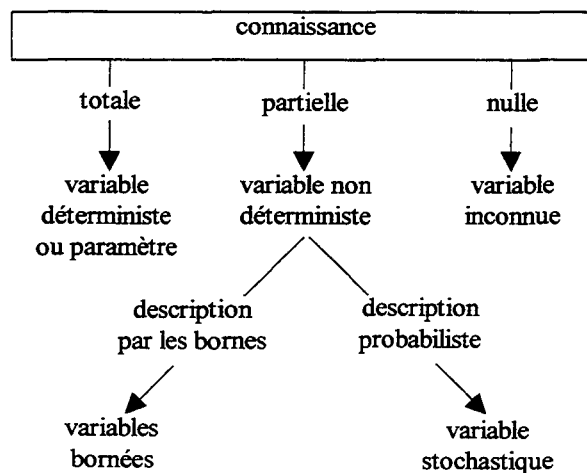 connaissance
totale
partielle
nulle
variable
déterministe
ou paramètre
variable non
déterministe
variable
inconnue
description
par les bornes
description
probabiliste
variables
bornées
variable
stochastique